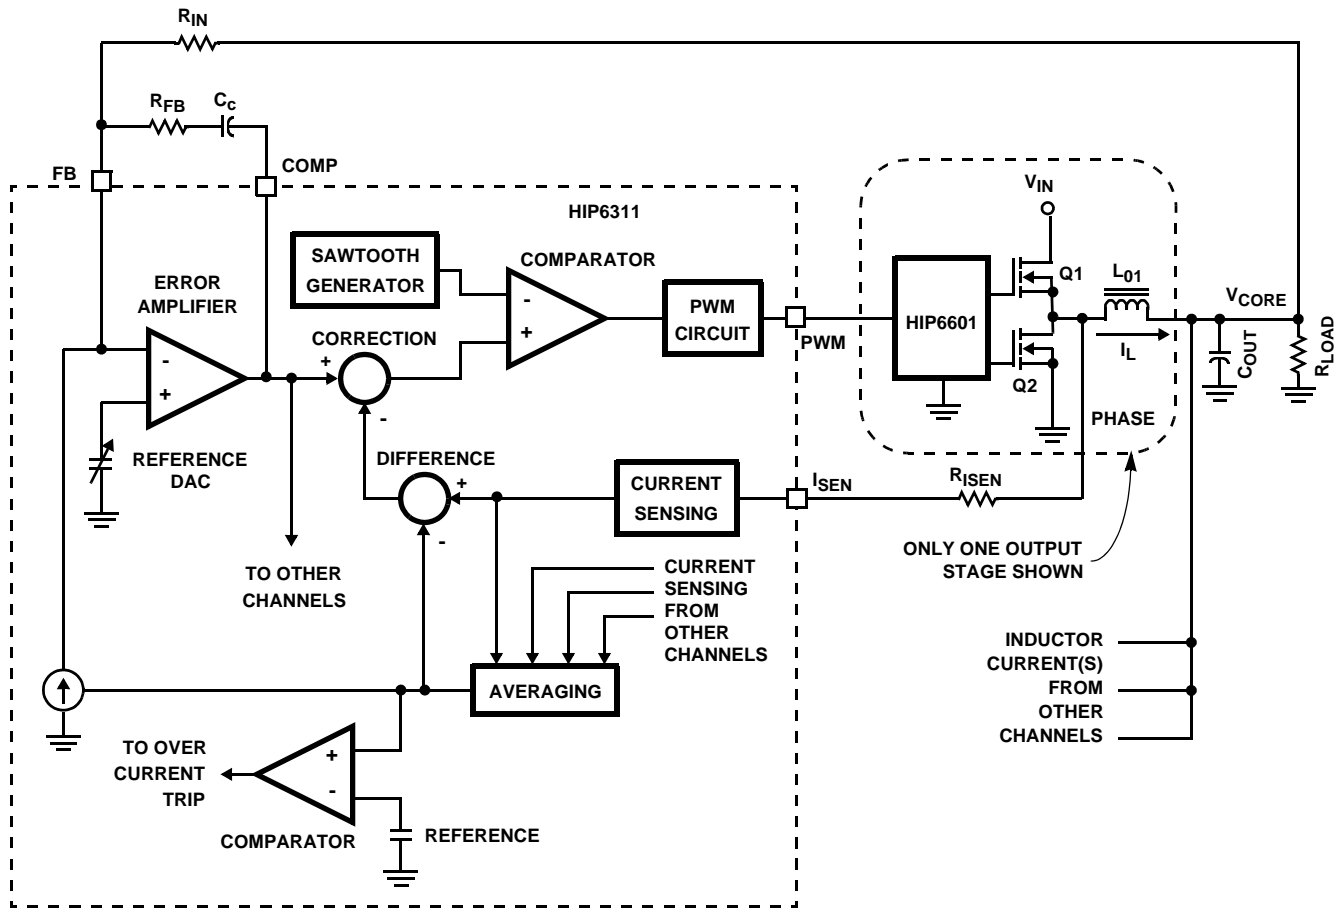 RIN
RFB
Cc
FB
COMP
HIP6311
VIN
SAWTOOTH
GENERATOR
COMPARATOR
ERROR
AMPLIFIER
-
+
PWM
CIRCUIT
PWM
HIP6601
Q1
Q2
L01
IL
VCORE
COUT
RLOAD
PHASE
-
+
CORRECTION
+
-
REFERENCE
DAC
DIFFERENCE
+
-
CURRENT
SENSING
ISEN
RISEN
ONLY ONE OUTPUT
STAGE SHOWN
TO OTHER
CHANNELS
CURRENT
SENSING
FROM
OTHER
CHANNELS
AVERAGING
INDUCTOR
CURRENT(S)
FROM
OTHER
CHANNELS
TO OVER
CURRENT
TRIP
+
-
COMPARATOR
REFERENCE